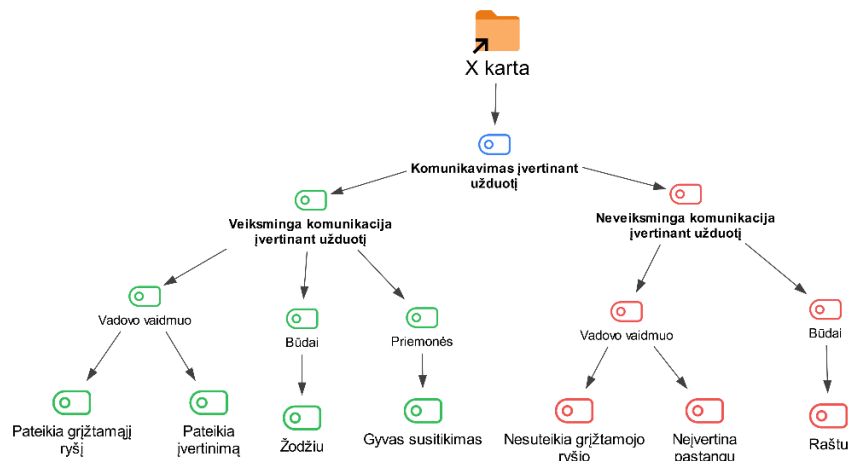 X karta
Komunikavimas įvertinant
užduotį
Veiksminga komunikacija
įvertinant užduotį
Neveiksminga komunikacija
įvertinant užduotį
Vadovo vaidmuo
Būdai
Priemonės
Vadovo vaidmuo
Būdai
Pateikia grįžtamąjį
ryšį
Pateikia
įvertinimą
Žodžiu
Gyvas susitikimas
Nesuteikia grįžtamojo
ryšio
Neįvertina
pastangų
Raštu